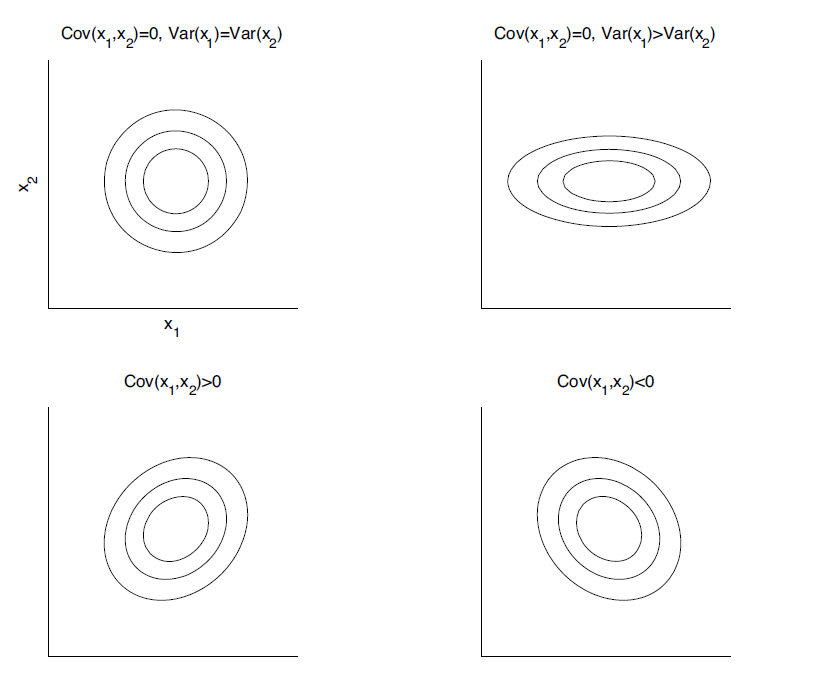 Cov(x₁,x₂)=0, Var(x₁)=Var(x₂)
Cov(x₁,x₂)=0, Var(x₁)>Var(x₂)
x₂
x₁
Cov(x₁,x₂)>0
Cov(x₁,x₂)<0